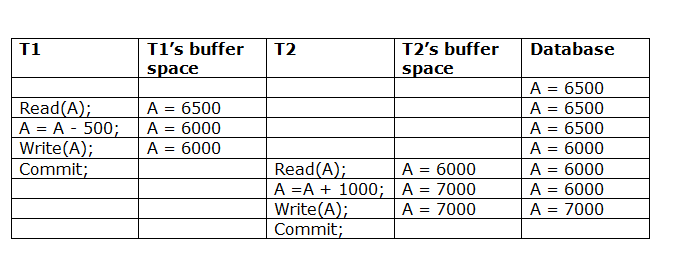 T1 T1's buffer space T2 T2's buffer space Database
A = 6500
Read(A); A = 6500 A = 6500
A = A - 500; A = 6000 A = 6500
Write(A); A = 6000 A = 6000
Commit; Read(A); A = 6000 A = 6000
A =A + 1000; A = 7000 A = 6000
Write(A); A = 7000 A = 7000
Commit;